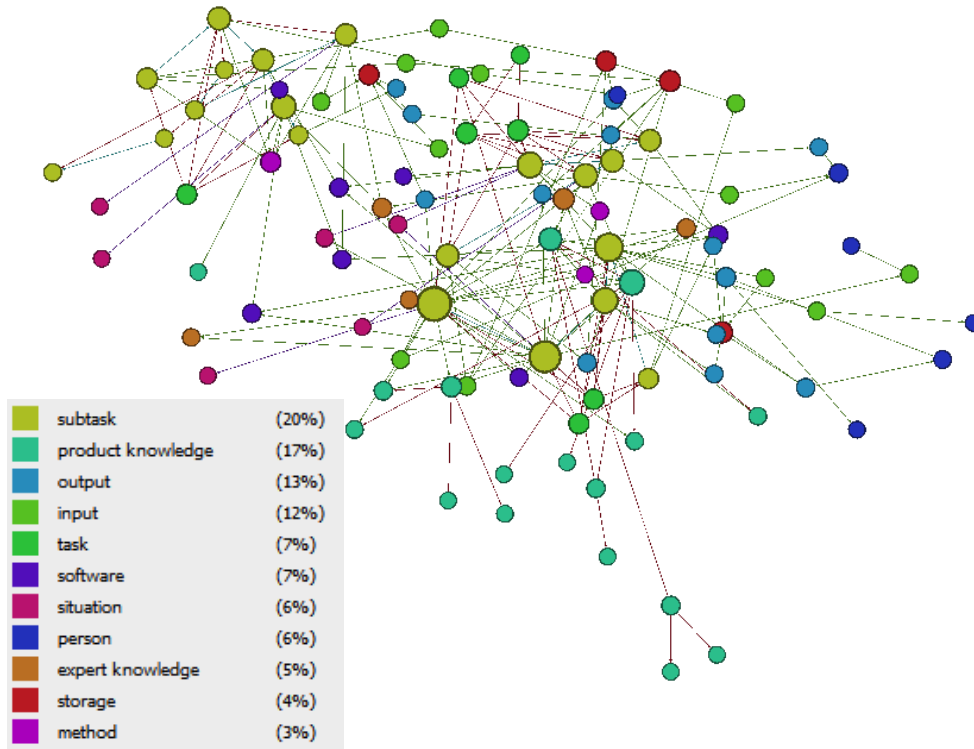 subtask (20%)
product knowledge (17%)
output (13%)
input (12%)
task (7%)
software (7%)
situation (6%)
person (6%)
expert knowledge (5%)
storage (4%)
method (3%)